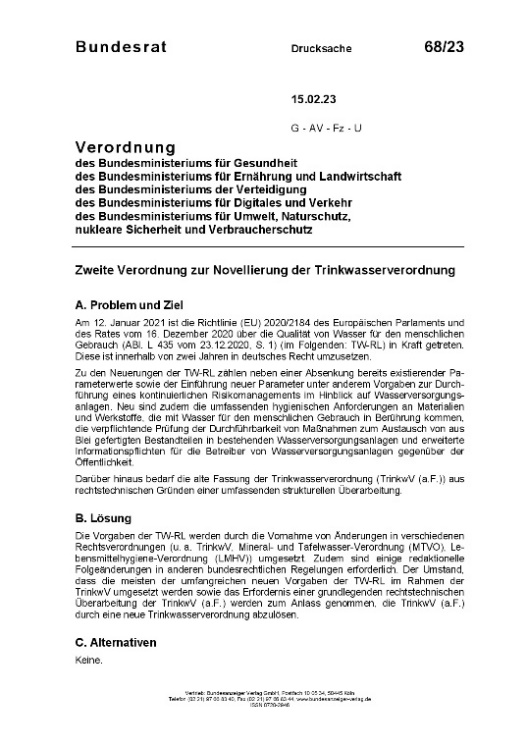 Bundesrat Drucksache 68/23
15.02.23
G - AV - Fz - U
Verordnung
des Bundesministeriums für Gesundheit
des Bundesministeriums für Ernährung und Landwirtschaft
des Bundesministeriums der Verteidigung
des Bundesministeriums für Digitales und Verkehr
des Bundesministeriums für Umwelt, Naturschutz,
nukleare Sicherheit und Verbraucherschutz
Zweite Verordnung zur Novellierung der Trinkwasserverordnung
A. Problem und Ziel
Am 12. Januar 2021 ist die Richtlinie (EU) 2020/2184 des Europäischen Parlaments und
des Rates vom 16. Dezember 2020 über die Qualität von Wasser für den menschlichen
Gebrauch (ABl. L 435 vom 23.12.2020, S. 1) (im Folgenden: TW-RL) in Kraft getreten.
Diese ist innerhalb von zwei Jahren in deutsches Recht umzusetzen.
Zu den Neuerungen der TW-RL zählen neben einer Absenkung bereits existierender Pa-
rameterwerte sowie der Einführung neuer Parameter unter anderem Vorgaben zur Durch-
führung eines kontinuierlichen Risikomanagements im Hinblick auf Wasserversorgungs-
anlagen. Neu sind zudem die umfassenden hygienischen Anforderungen an Materialien
und Werkstoffe, die mit Wasser für den menschlichen Gebrauch in Berührung kommen,
die verpflichtende Prüfung der Durchführbarkeit von Maßnahmen zum Austausch von aus
Blei gefertigten Bestandteilen in bestehenden Wasserversorgungsanlagen und erweiterte
Informationspflichten für die Betreiber von Wasserversorgungsanlagen gegenüber der
Öffentlichkeit.
Darüber hinaus bedarf die alte Fassung der Trinkwasserverordnung (TrinkwV (a.F.)) aus
rechtstechnischen Gründen einer umfassenden strukturellen Überarbeitung.
B. Lösung
Die Vorgaben der TW-RL werden durch die Vornahme von Änderungen in verschiedenen
Rechtsverordnungen (u. a. TrinkwV, Mineral- und Tafelwasser-Verordnung (MTVO), Le-
bensmittelhygiene-Verordnung (LMHV)) umgesetzt. Zudem sind einige redaktionelle
Folgeänderungen in anderen bundesrechtlichen Regelungen erforderlich. Der Umstand,
dass die meisten der umfangreichen neuen Vorgaben der TW-RL im Rahmen der
TrinkwV umgesetzt werden sowie das Erfordernis einer grundlegenden rechtstechnischen
Überarbeitung der TrinkwV (a.F.) werden zum Anlass genommen, die TrinkwV (a.F.)
durch eine neue Trinkwasserverordnung abzulösen.
C. Alternativen
Keine.
Vertrieb: Bundesanzeiger Verlag GmbH, Postfach 10 05 34, 50445 Köln
Telefon (02 21) 97 66 83 40, Fax (02 21) 97 66 83 44, www.bundesanzeiger-verlag.de
ISSN 0720-2946